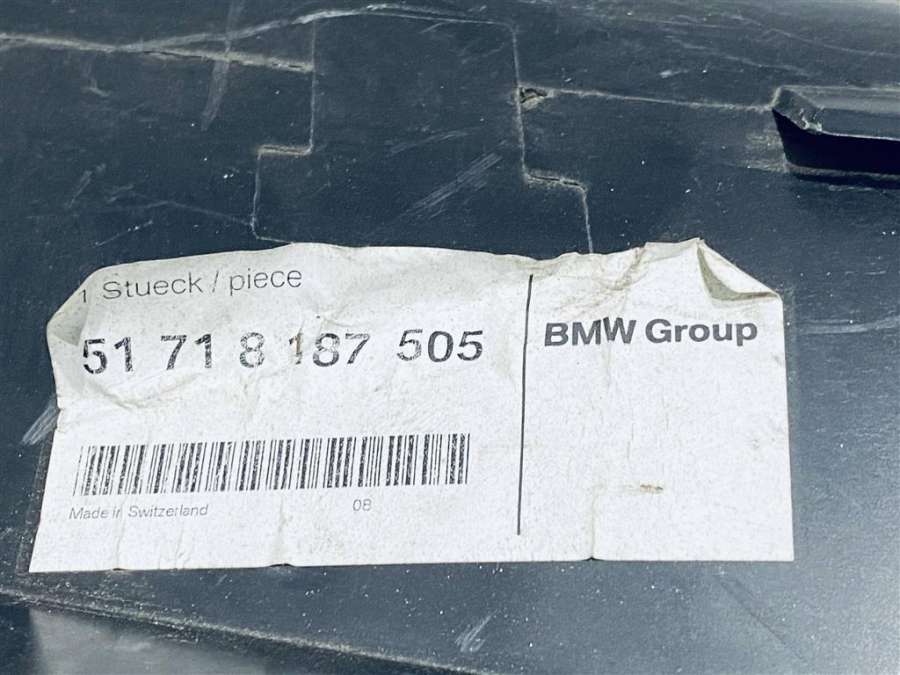 1 Stueck / piece
51 71 8 187 505
BMW Group
Made in Switzerland 08